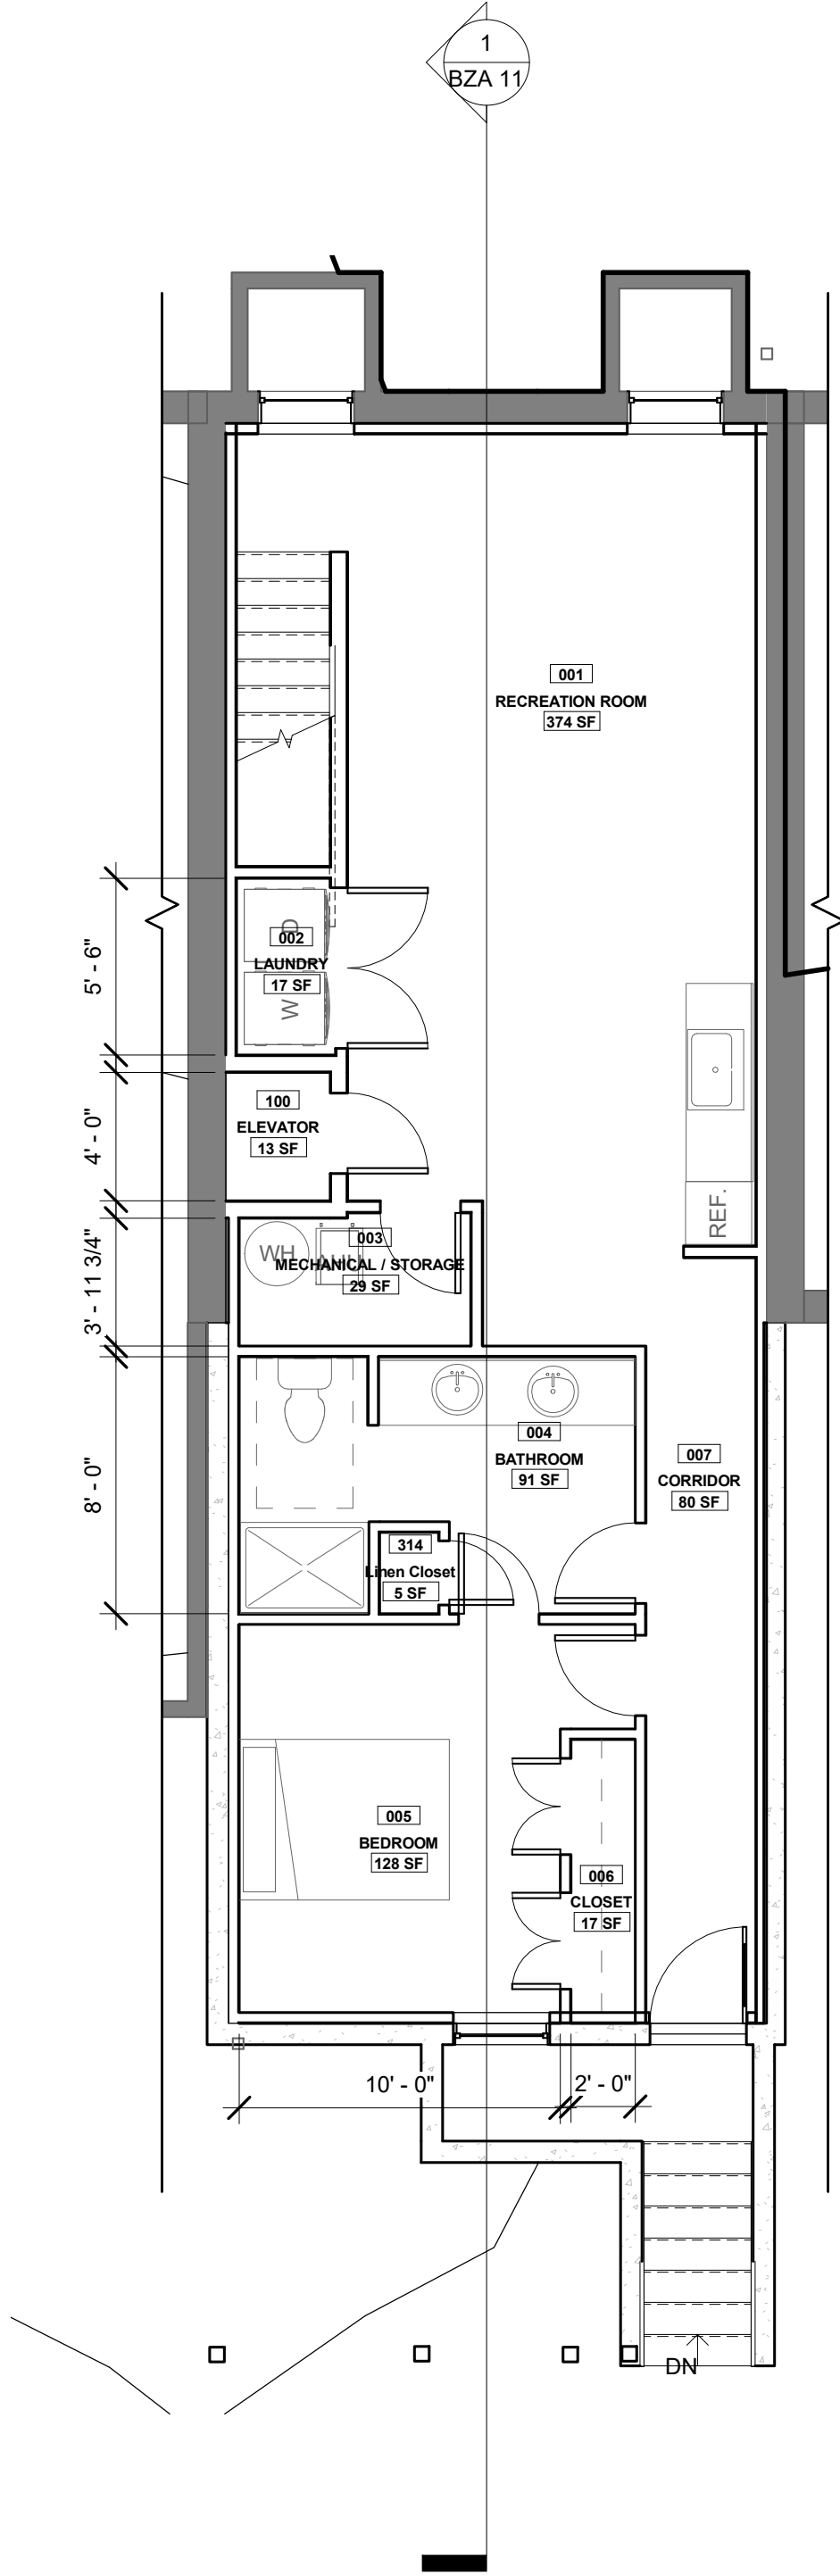 1
BZA 11
001
RECREATION ROOM
374 SF
D
002
LAUNDRY
17 SF
W
5' - 6"
100
ELEVATOR
13 SF
4' - 0"
REF.
003
WH
AHU
MECHANICAL / STORAGE
29 SF
3' - 11 3/4"
004
BATHROOM
91 SF
007
CORRIDOR
80 SF
8' - 0"
314
Linen Closet
5 SF
005
BEDROOM
128 SF
006
CLOSET
17 SF
10' - 0"
2' - 0"
DN